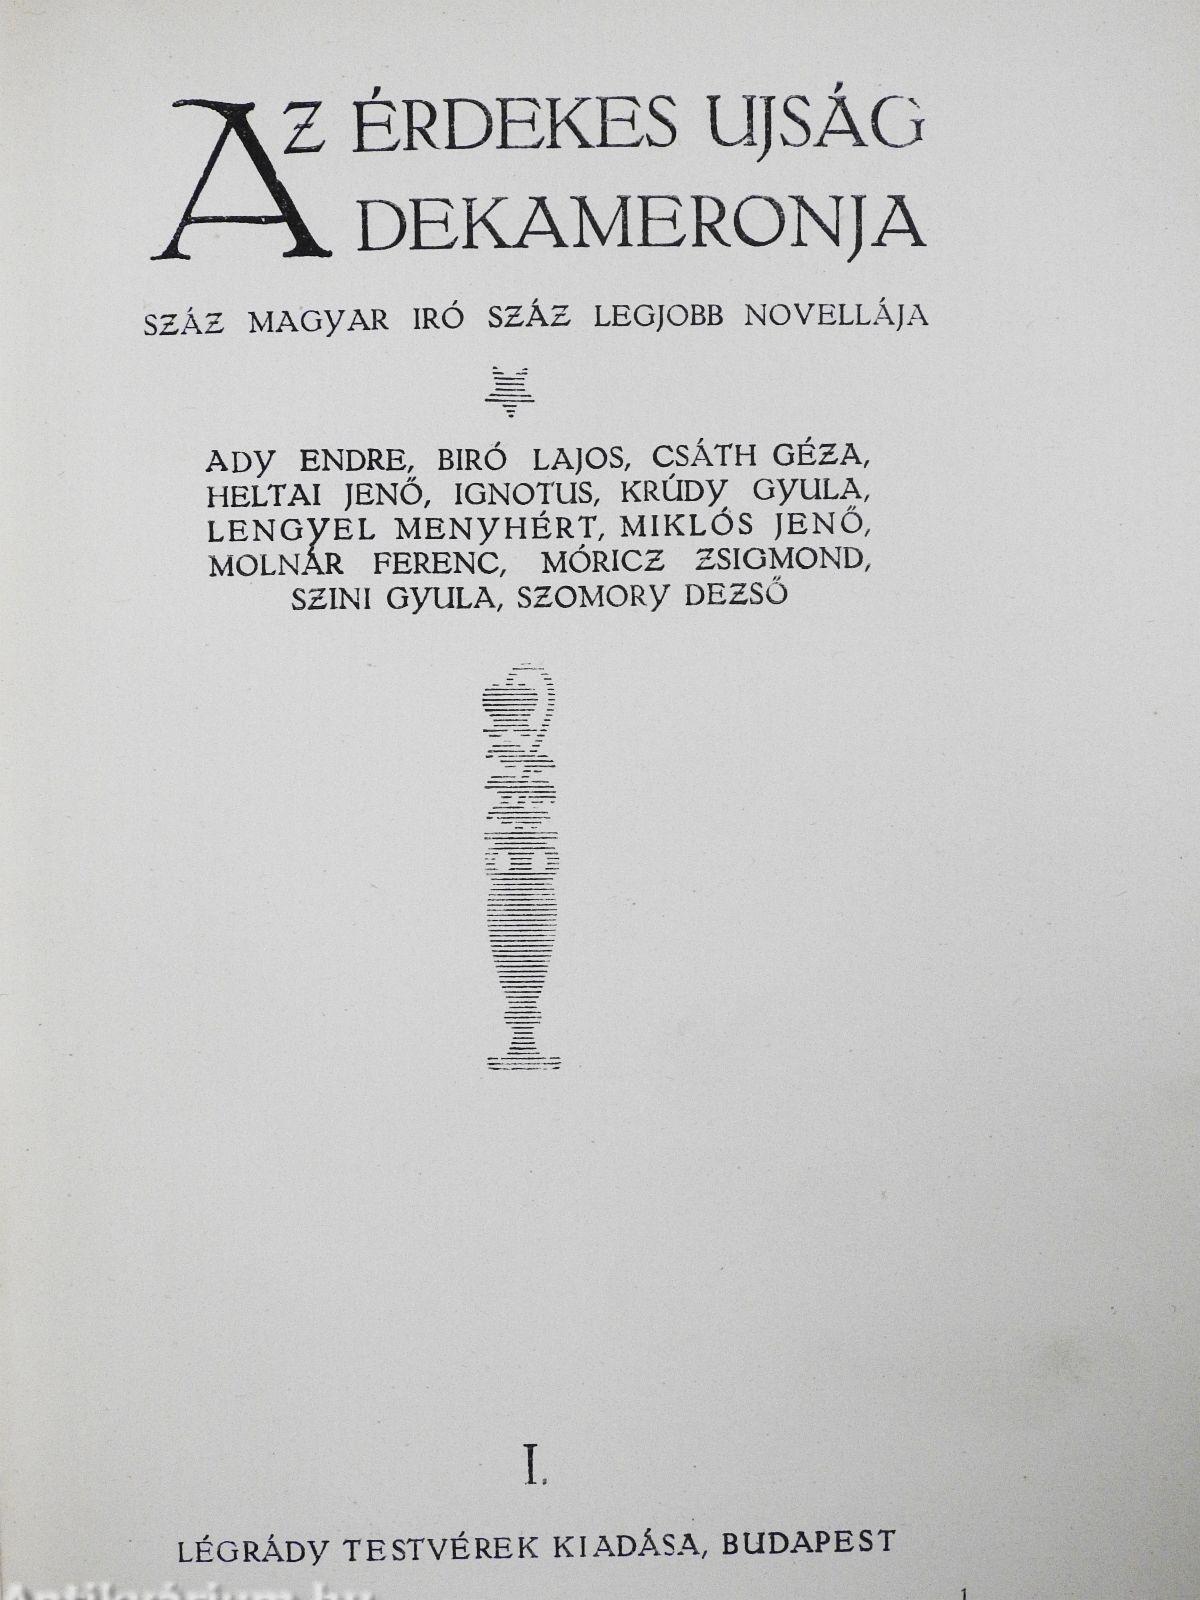 AZ ÉRDEKES UJSÁG
DEKAMERONJA
SZÁZ MAGYAR IRÓ SZÁZ LEGJOBB NOVELLÁJA
ADY ENDRE, BIRÓ LAJOS, CSÁTH GÉZA,
HELTAI JENŐ, IGNOTUS, KRÚDY GYULA,
LENGYEL MENYHÉRT, MIKLÓS JENŐ,
MOLNÁR FERENC, MÓRICZ ZSIGMOND,
SZINI GYULA, SZOMORY DEZSŐ
I.
LÉGRÁDY TESTVÉREK KIADÁSA, BUDAPEST
Antikvárium.hu
1